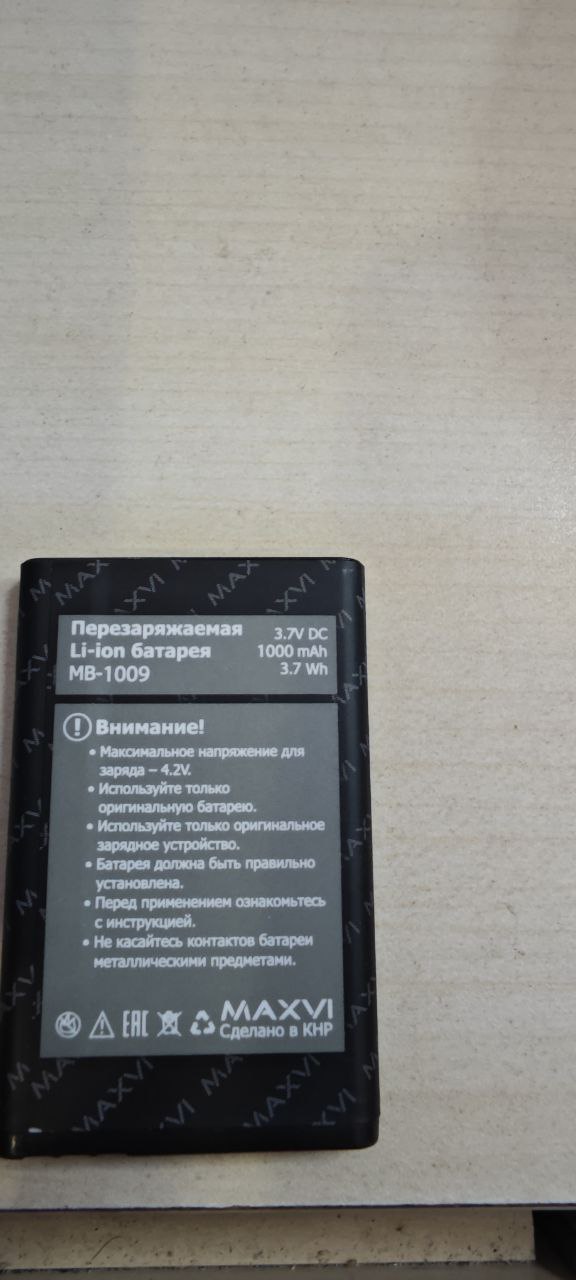 Перезаряжаемая
Li-ion батарея
MB-1009
3.7V DC
1000 mAh
3.7 Wh
Внимание!
• Максимальное напряжение для
заряда – 4.2V.
• Используйте только
оригинальную батарею.
• Используйте только оригинальное
зарядное устройство.
• Батарея должна быть правильно
установлена.
• Перед применением ознакомьтесь
с инструкцией.
• Не касайтесь контактов батареи
металлическими предметами.
EAC
MAXVI
Сделано в КНР